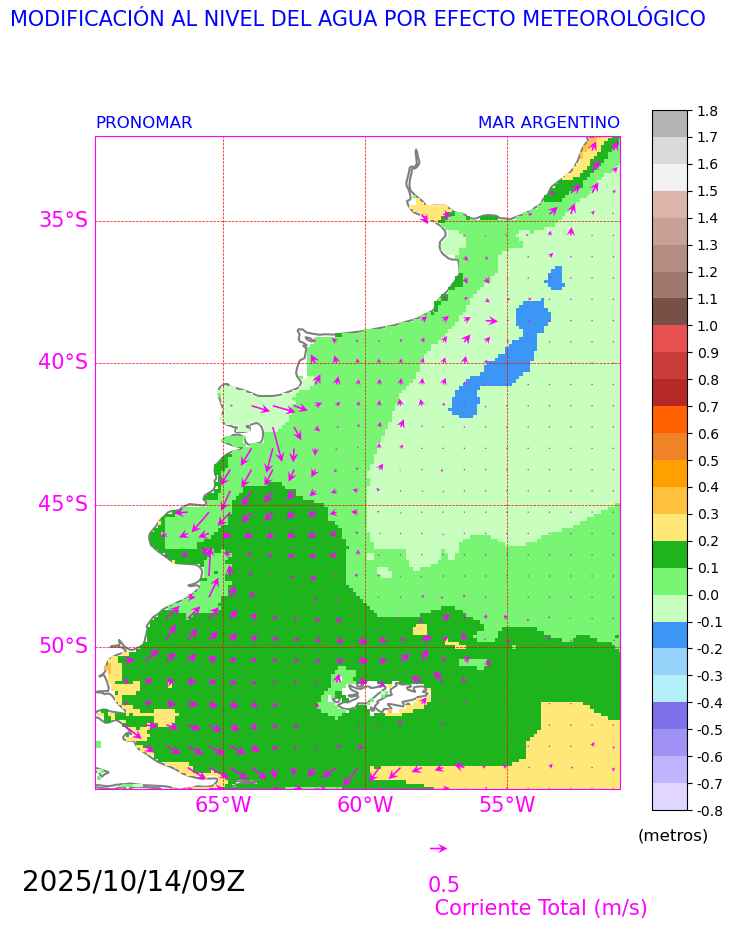 MODIFICACIÓN AL NIVEL DEL AGUA POR EFECTO METEOROLÓGICO
PRONOMAR
MAR ARGENTINO
35°S
40°S
45°S
50°S
65°W
60°W
55°W
1.8
1.7
1.6
1.5
1.4
1.3
1.2
1.1
1.0
0.9
0.8
0.7
0.6
0.5
0.4
0.3
0.2
0.1
0.0
-0.1
-0.2
-0.3
-0.4
-0.5
-0.6
-0.7
-0.8
(metros)
2025/10/14/09Z
0.5
Corriente Total (m/s)